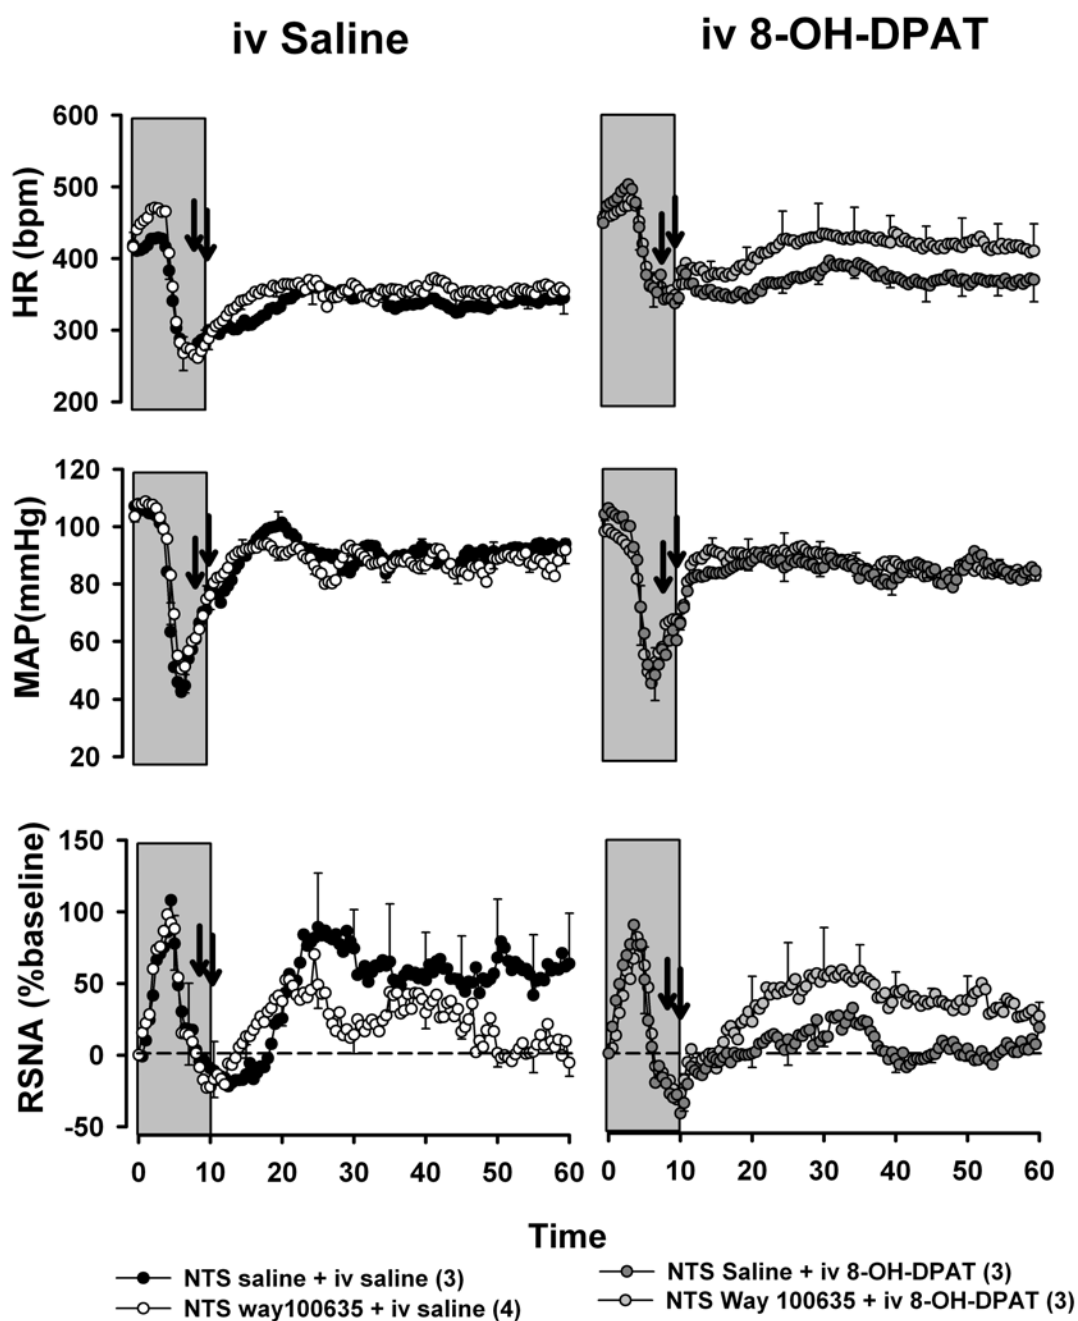 iv Saline
iv 8-OH-DPAT
HR (bpm)
600
500
400
300
200
MAP(mmHg)
120
100
80
60
40
20
RSNA (%baseline)
150
100
50
0
-50
0 10 20 30 40 50 60
0 10 20 30 40 50 60
Time
NTS saline + iv saline (3)
NTS way100635 + iv saline (4)
NTS Saline + iv 8-OH-DPAT (3)
NTS Way 100635 + iv 8-OH-DPAT (3)